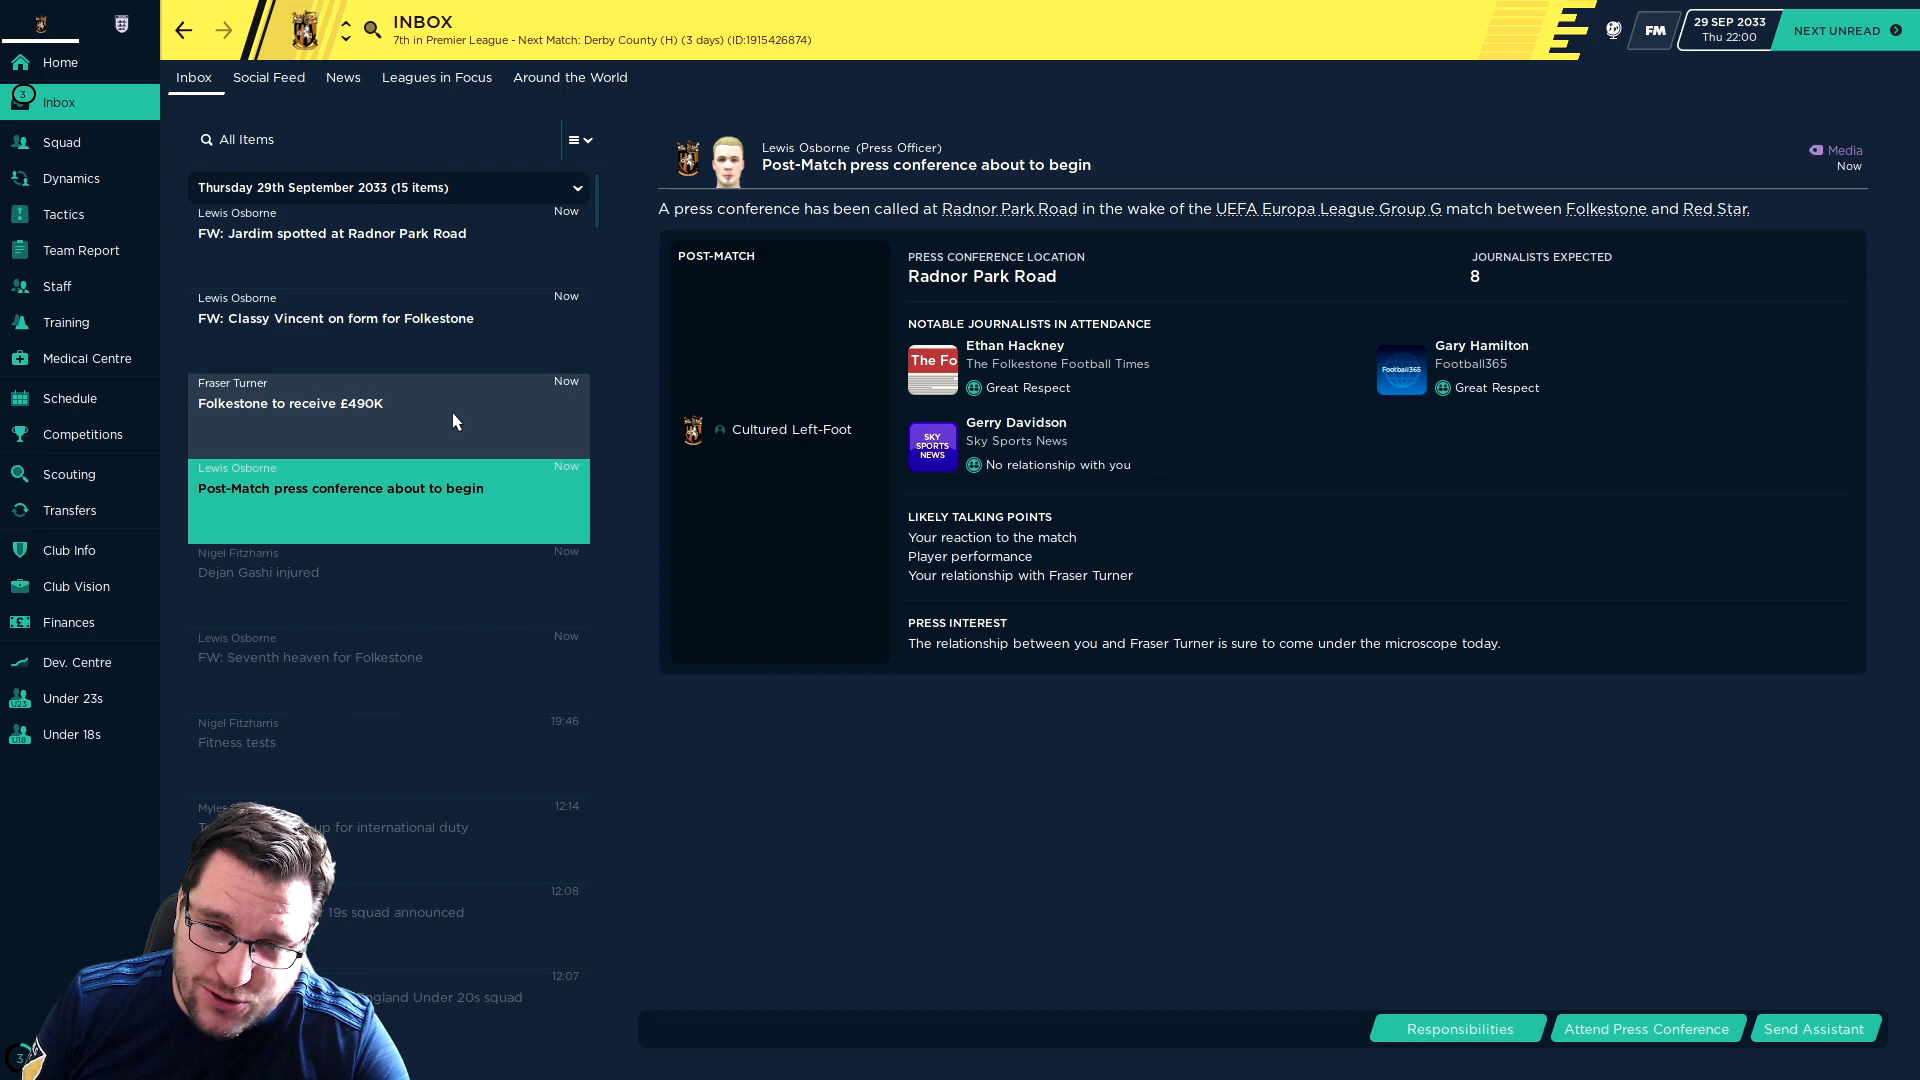 INBOX
7th in Premier League - Next Match: Derby County (H) (3 days) (ID:1915426874)
FM
29 SEP 2033
Thu 22:00
NEXT UNREAD
Home
3
Inbox
Squad
Dynamics
Tactics
Team Report
Staff
Training
Medical Centre
Schedule
Competitions
Scouting
Transfers
Club Info
Club Vision
Finances
Dev. Centre
U23
Under 23s
U18
Under 18s
3
Inbox
Social Feed
News
Leagues in Focus
Around the World
All Items
Thursday 29th September 2033 (15 items)
Lewis Osborne
Now
FW: Jardim spotted at Radnor Park Road
Lewis Osborne
Now
FW: Classy Vincent on form for Folkestone
Fraser Turner
Now
Folkestone to receive £490K
Lewis Osborne
Now
Post-Match press conference about to begin
Nigel Fitzharris
Now
Dejan Gashi injured
Lewis Osborne
Now
FW: Seventh heaven for Folkestone
Nigel Fitzharris
19:46
Fitness tests
Myles
12:14
up for international duty
12:08
19s squad announced
12:07
England Under 20s squad
Lewis Osborne (Press Officer)
Post-Match press conference about to begin
Media
Now
A press conference has been called at Radnor Park Road in the wake of the UEFA Europa League Group G match between Folkestone and Red Star.
POST-MATCH
Cultured Left-Foot
PRESS CONFERENCE LOCATION
Radnor Park Road
JOURNALISTS EXPECTED
8
NOTABLE JOURNALISTS IN ATTENDANCE
The Fo
Ethan Hackney
The Folkestone Football Times
Great Respect
Football365
Gary Hamilton
Football365
Great Respect
SKY
SPORTS
NEWS
Gerry Davidson
Sky Sports News
No relationship with you
LIKELY TALKING POINTS
Your reaction to the match
Player performance
Your relationship with Fraser Turner
PRESS INTEREST
The relationship between you and Fraser Turner is sure to come under the microscope today.
Responsibilities
Attend Press Conference
Send Assistant